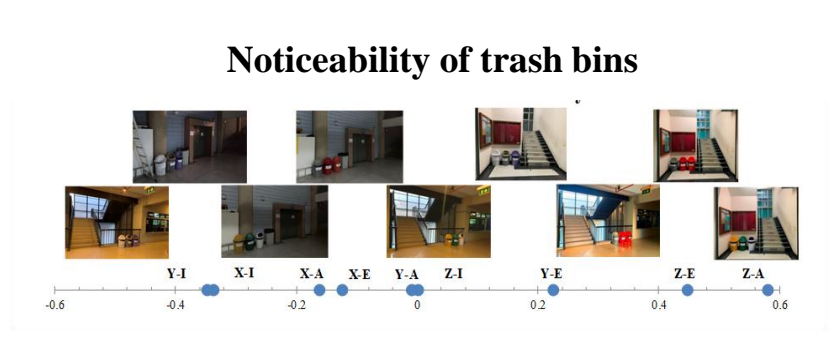 Noticeability of trash bins
Y-I X-I X-A X-E Y-A Z-I Y-E Z-E Z-A
-0.6 -0.4 -0.2 0 0.2 0.4 0.6